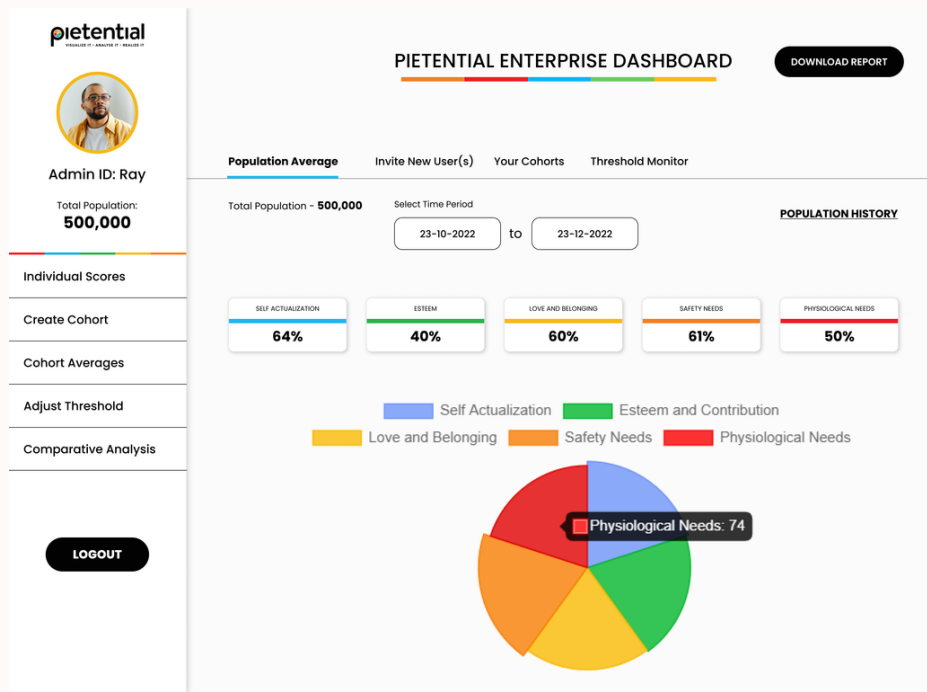 pietential
VISUALIZE IT • ANALYSE IT • REALIZE IT
Admin ID: Ray
Total Population:
500,000
Individual Scores
Create Cohort
Cohort Averages
Adjust Threshold
Comparative Analysis
LOGOUT
PIETENTIAL ENTERPRISE DASHBOARD
DOWNLOAD REPORT
Population Average Invite New User(s) Your Cohorts Threshold Monitor
Total Population - 500,000
Select Time Period
23-10-2022 to 23-12-2022
POPULATION HISTORY
SELF ACTUALIZATION ESTEEM LOVE AND BELONGING SAFETY NEEDS PHYSIOLOGICAL NEEDS
64% 40% 60% 61% 50%
Self Actualization Esteem and Contribution
Love and Belonging Safety Needs Physiological Needs
Physiological Needs: 74